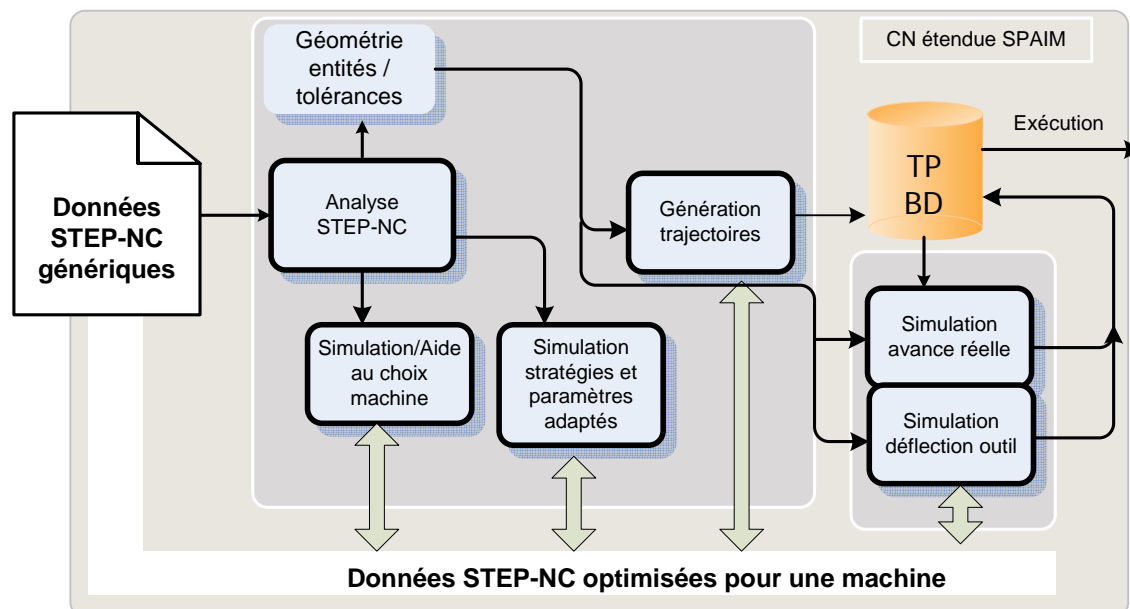 CN étendue SPAIM
Géométrie
entités /
tolérances
Exécution
TP
BD
Données
STEP-NC
génériques
Analyse
STEP-NC
Génération
trajectoires
Simulation/Aide
au choix
machine
Simulation
stratégies et
paramètres
adaptés
Simulation
avance réelle
Simulation
déflection outil
Données STEP-NC optimisées pour une machine